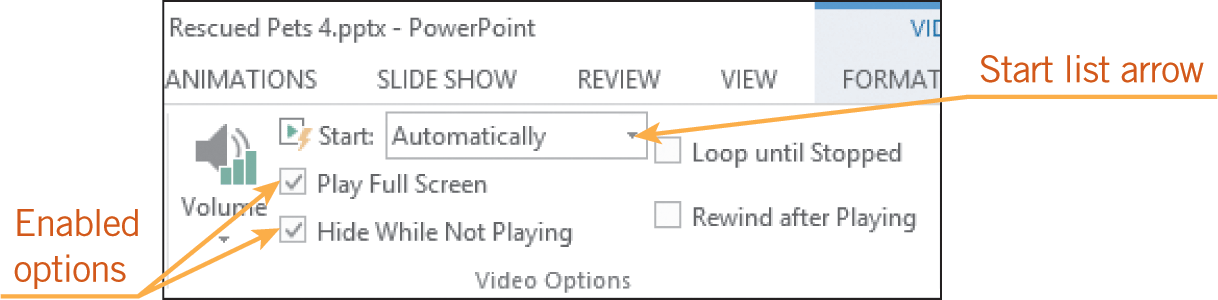 Rescued Pets 4.pptx - PowerPoint
VID
ANIMATIONS SLIDE SHOW REVIEW VIEW FORMAT
Start list arrow
Start: Automatically
Loop until Stopped
Play Full Screen
Volume
Rewind after Playing
Hide While Not Playing
Enabled
options
Video Options